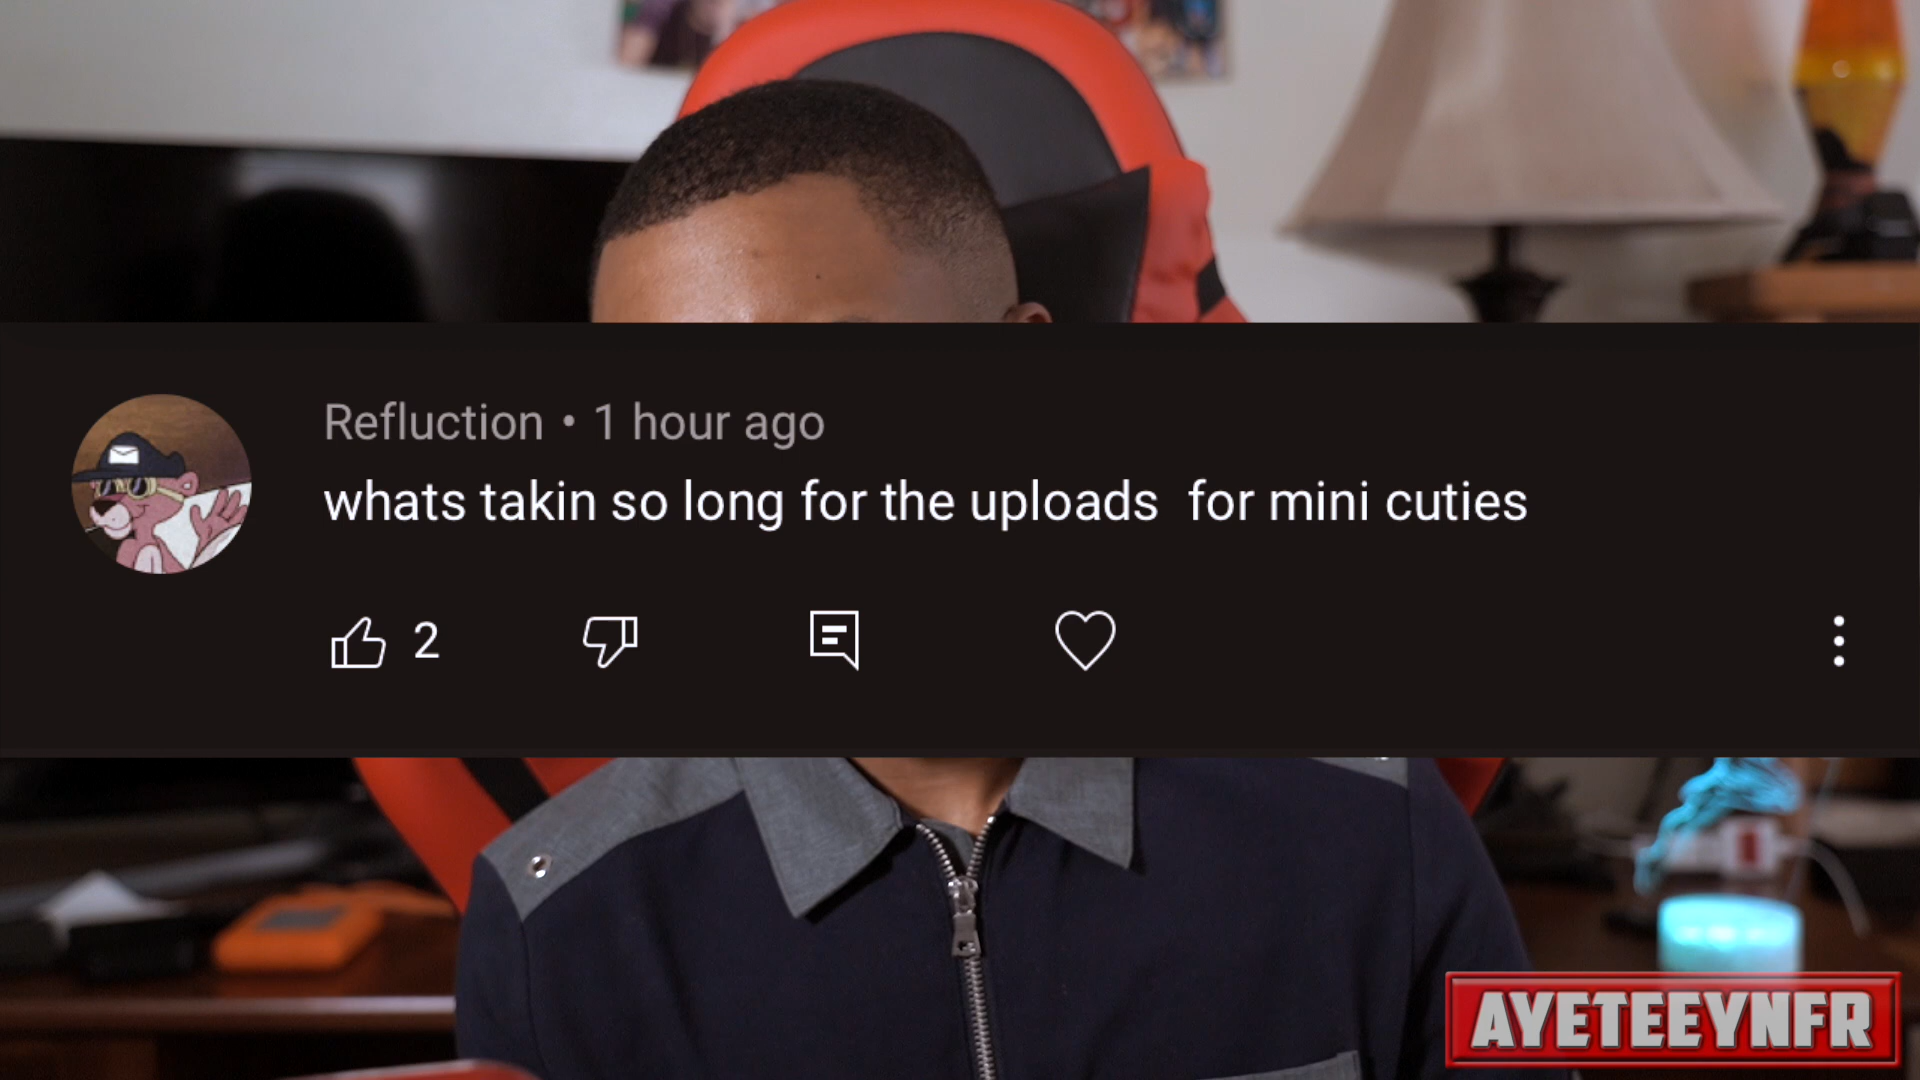 Refluction • 1 hour ago
whats takin so long for the uploads  for mini cuties
2
AYETEEYNFR